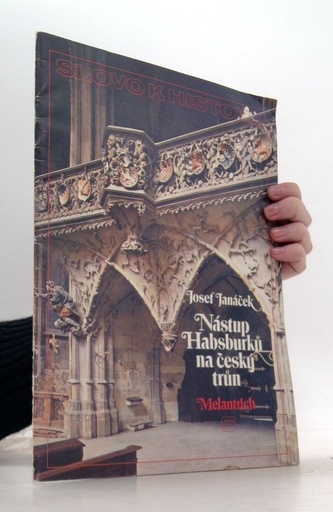 SLOVO K HISTORII
Josef Janáček
Nástup
Habsburků
na český
trůn
Melantrich